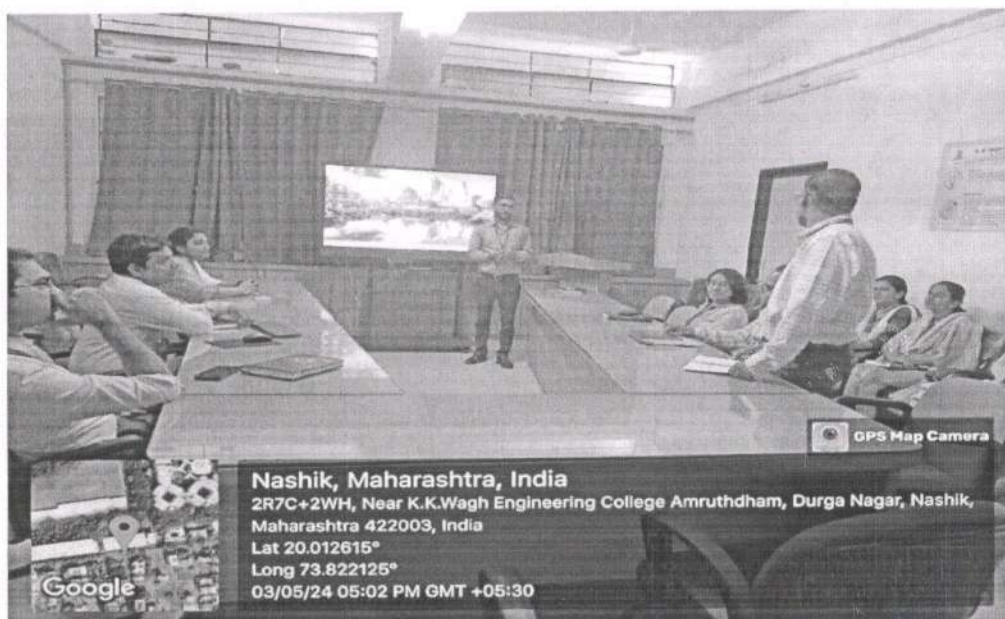 GPS Map Camera
Nashik, Maharashtra, India
2R7C+2WH, Near K.K.Wagh Engineering College Amruthdham, Durga Nagar, Nashik,
Maharashtra 422003, India
Lat 20.012615°
Long 73.822125°
03/05/24 05:02 PM GMT +05:30
Google